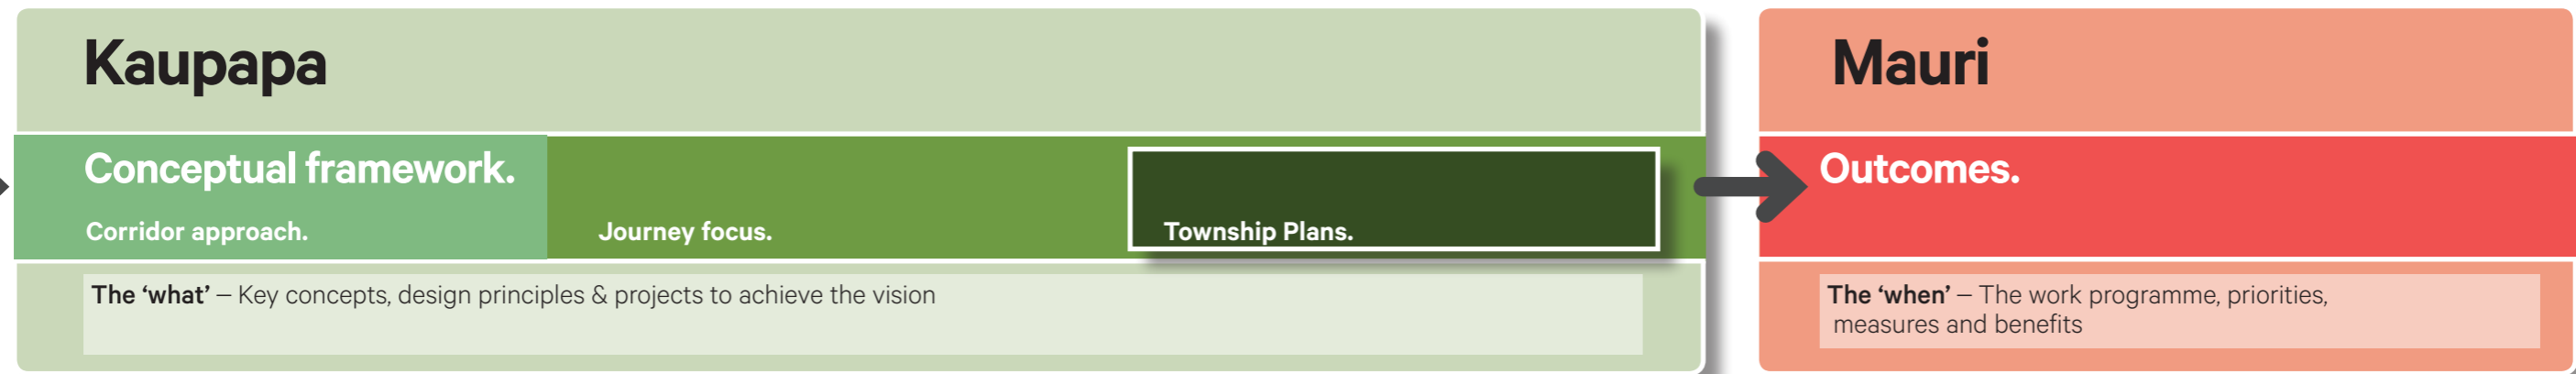 Kaupapa
Conceptual framework.
Corridor approach.
Journey focus.
Township Plans.
The ‘what’ – Key concepts, design principles & projects to achieve the vision
Mauri
Outcomes.
The ‘when’ – The work programme, priorities,
measures and benefits